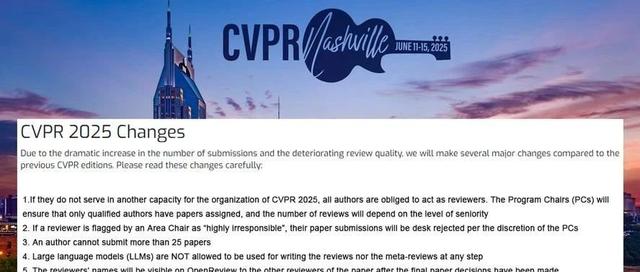 CVPR Nashville JUNE 11-15, 2025
CVPR 2025 Changes
Due to the dramatic increase in the number of submissions and the deteriorating review quality, we will make several major changes compared to the
previous CVPR editions. Please read these changes carefully:
1.If they do not serve in another capacity for the organization of CVPR 2025, all authors are obliged to act as reviewers. The Program Chairs (PCs) will
ensure that only qualified authors have papers assigned, and the number of reviews will depend on the level of seniority
2. If a reviewer is flagged by an Area Chair as "highly irresponsible", their paper submissions will be desk rejected per the discretion of the PCs
3. An author cannot submit more than 25 papers
4. Large language models (LLMs) are NOT allowed to be used for writing the reviews nor the meta-reviews at any step
5. The reviewers' names will be visible on OpenReview to the other reviewers of the paper after the final paper decisions have been made